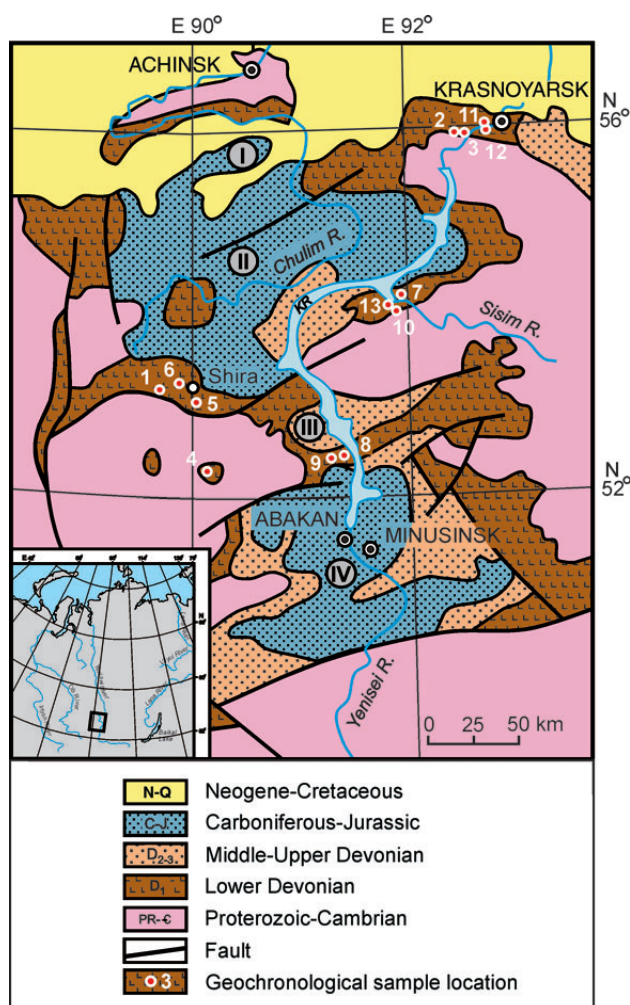 E 90° E 92°
ACHINSK
KRASNOYARSK
N
56°
11
2
3
12
I
II
Chulim R.
KR
7
13
10
Sisim R.
6
1
Shira
5
III
8
9
4
N
52°
ABAKAN
MINUSINSK
IV
Yenisei R.
0 25 50 km
N-Q Neogene-Cretaceous
C-J Carboniferous-Jurassic
D2-3 Middle-Upper Devonian
D1 Lower Devonian
PR-Є Proterozoic-Cambrian
Fault
3 Geochronological sample location